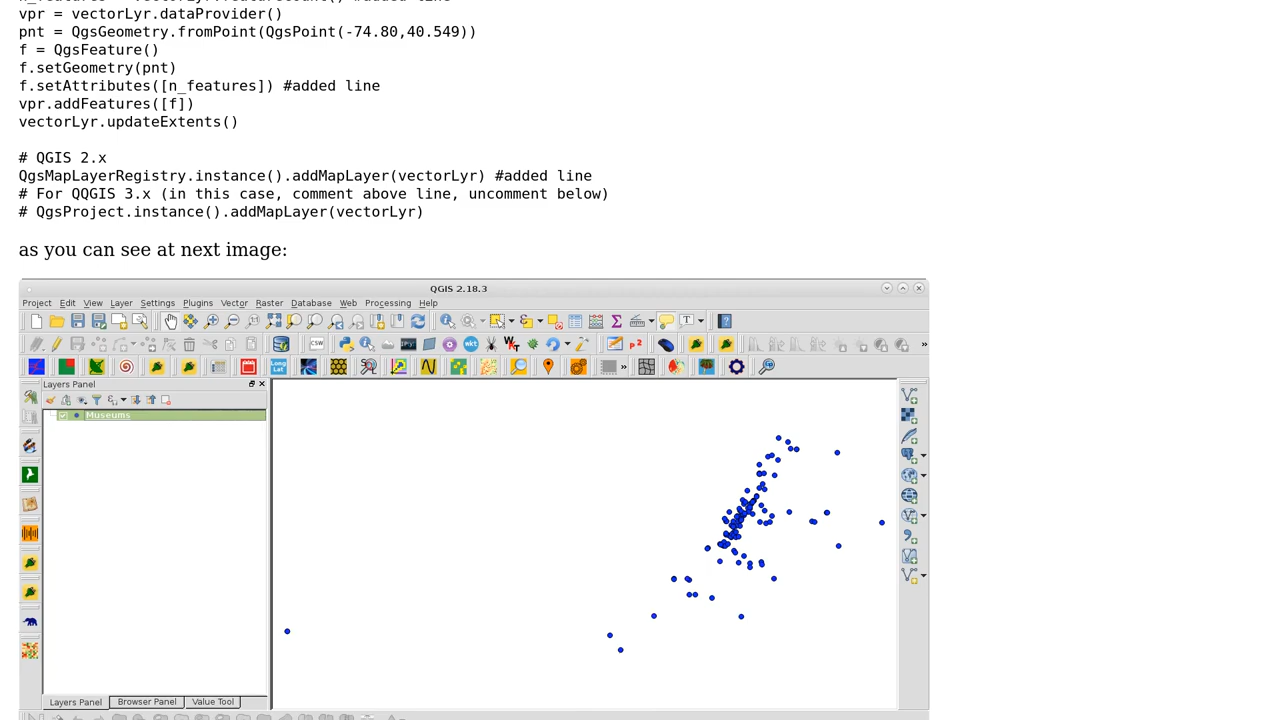 vpr = vectorLyr.dataProvider()
pnt = QgsGeometry.fromPoint(QgsPoint(-74.80,40.549))
f = QgsFeature()
f.setGeometry(pnt)
f.setAttributes([n_features]) #added line
vpr.addFeatures([f])
vectorLyr.updateExtents()
# QGIS 2.x
QgsMapLayerRegistry.instance().addMapLayer(vectorLyr) #added line
# For QQGIS 3.x (in this case, comment above line, uncomment below)
# QgsProject.instance().addMapLayer(vectorLyr)
as you can see at next image:
QGIS 2.18.3
Project Edit View Layer Settings Plugins Vector Raster Database Web Processing Help
CSW wkt
Long Lat
Layers Panel
Museums
Layers Panel Browser Panel Value Tool